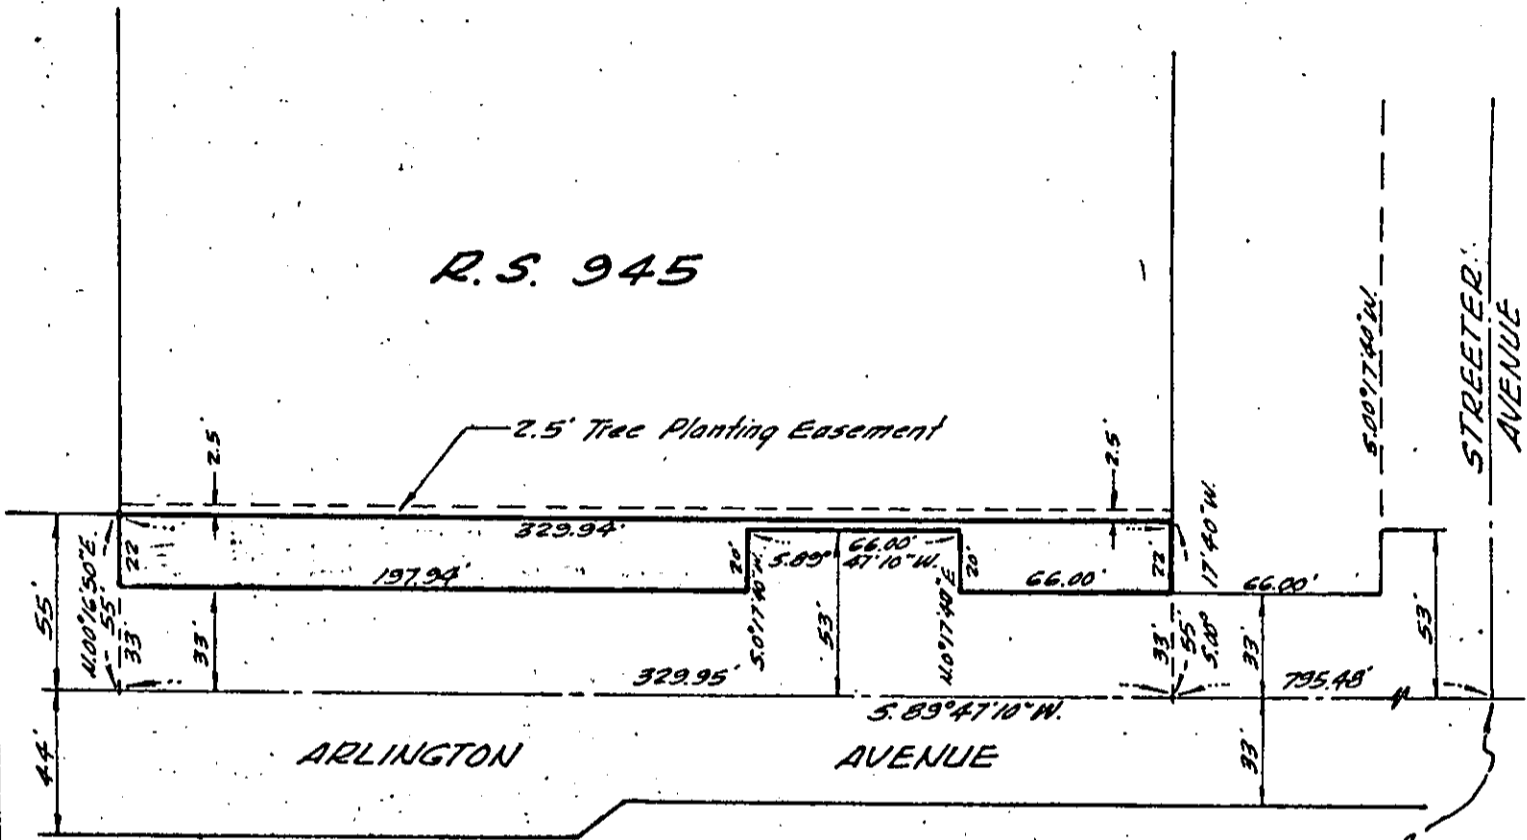 R.S. 945
STREETER
AVENUE
S.00°17'40"W.
2.5' Tree Planting Easement
2.5'
2.5'
329.94'
22'
197.94'
20'
S.0°17'40"W.
66.00'
S.89°
47'10"W.
20'
N.0°17'40"E.
66.00'
22'
17'40"W.
66.00'
55'
N.00°16'50"E.
55'
33'
33'
53'
33'
55'
S.00°
33'
53'
329.95'
795.48'
S.89°47'10"W.
44'
ARLINGTON
AVENUE
33'